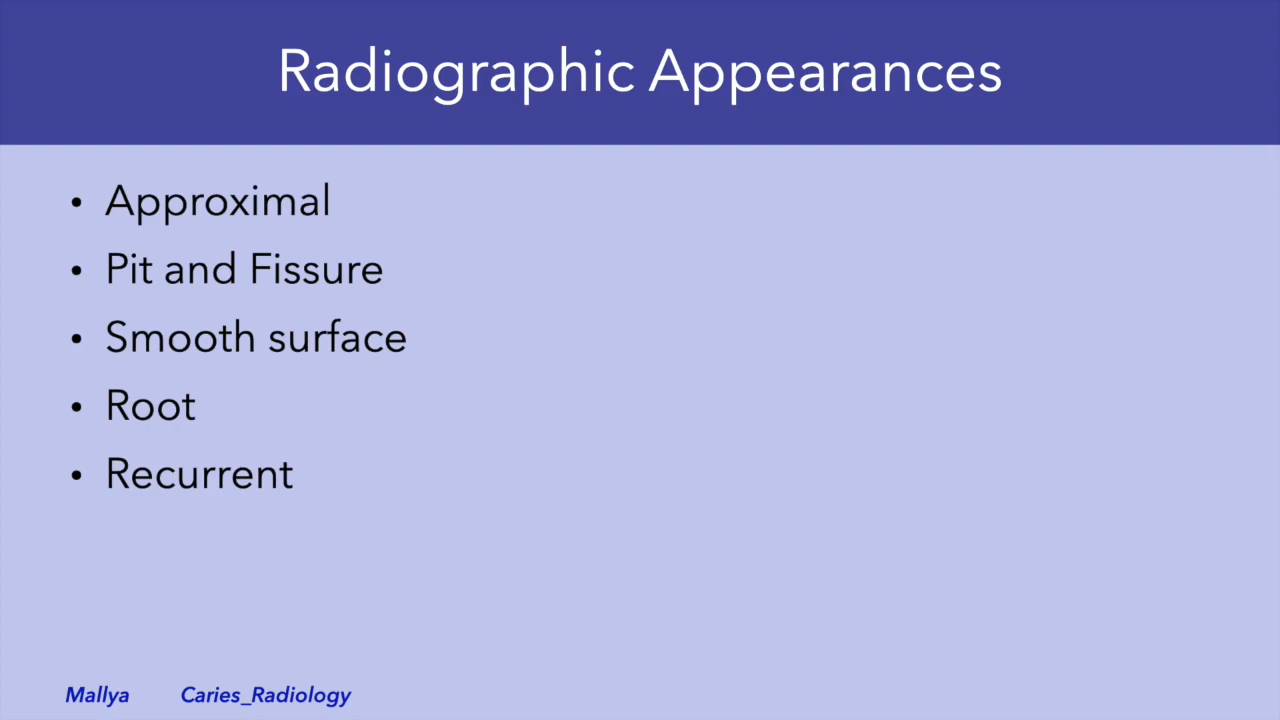 Radiographic Appearances
• Approximal
• Pit and Fissure
• Smooth surface
• Root
• Recurrent
Mallya Caries_Radiology